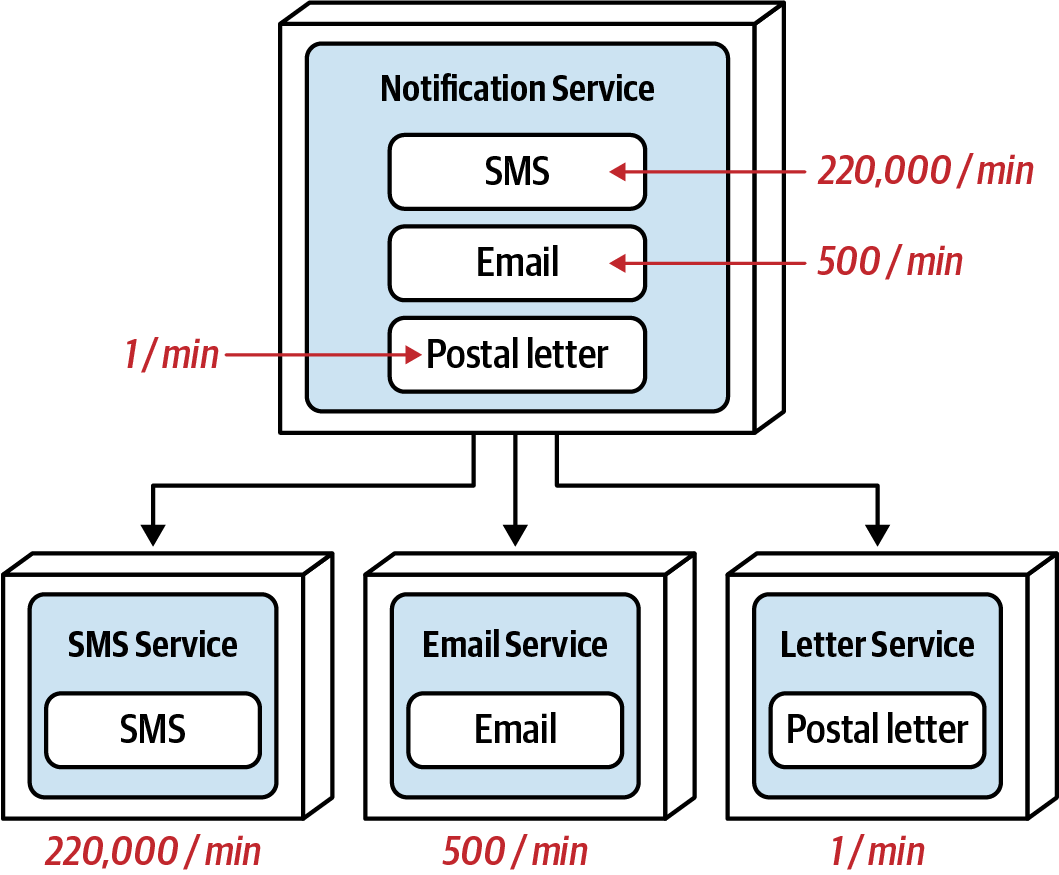 Notification Service
SMS
220,000 / min
Email
500 / min
1 / min
Postal letter
SMS Service
Email Service
Letter Service
SMS
Email
Postal letter
220,000 / min
500 / min
1 / min